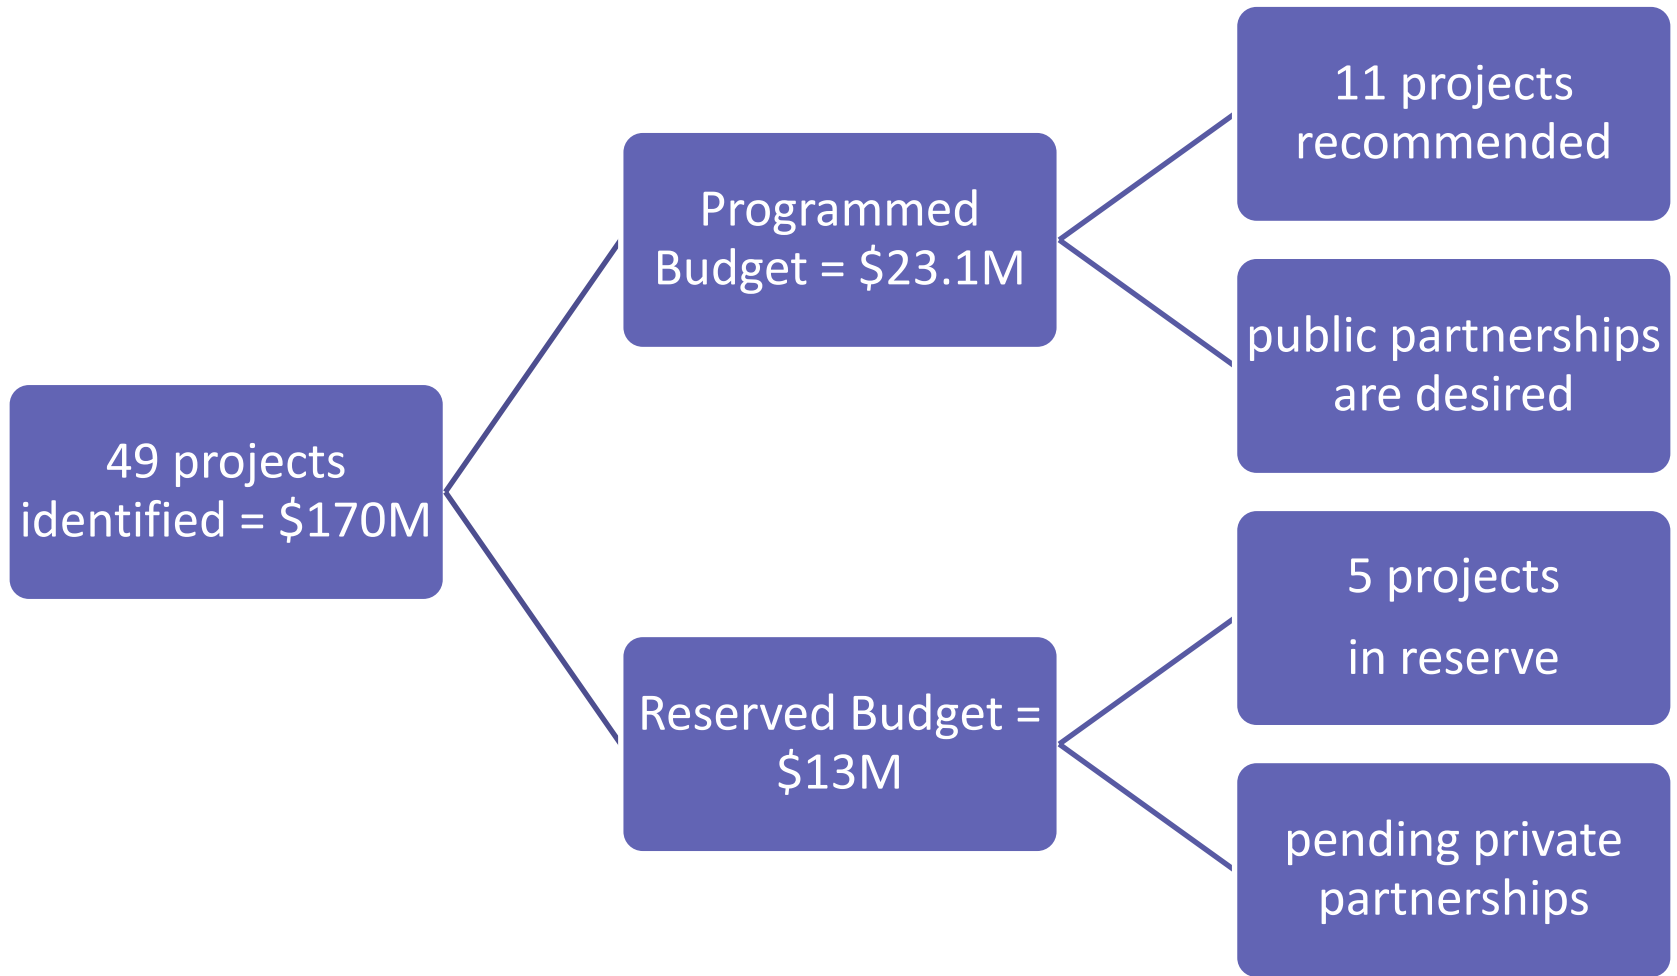 49 projects
identified = $170M
Programmed
Budget = $23.1M
11 projects
recommended
public partnerships
are desired
Reserved Budget =
$13M
5 projects
in reserve
pending private
partnerships